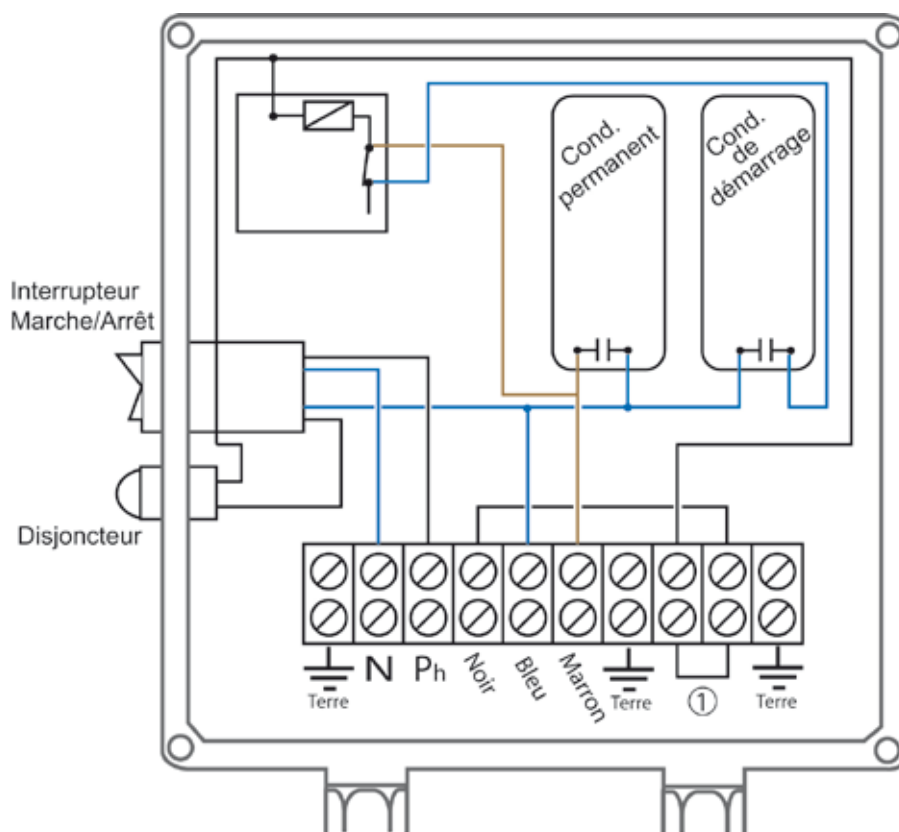 Cond.
permanent
Cond.
de
démarrage
Interrupteur
Marche/Arrêt
Disjoncteur
Terre
N
Ph
Noir
Bleu
Marron
Terre
①
Terre